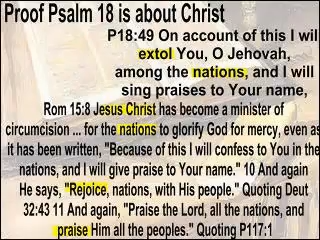 Proof Psalm 18 is about Christ
P18:49 On account of this I wil
extol You, O Jehovah,
among the nations, and I will
sing praises to Your name,
Rom 15:8 Jesus Christ has become a minister of
circumcision ... for the nations to glorify God for mercy, even as
it has been written, "Because of this I will confess to You in the
nations, and I will give praise to Your name." 10 And again
He says, "Rejoice, nations, with His people." Quoting Deut
32:43 11 And again, "Praise the Lord, all the nations, and
praise Him all the peoples." Quoting P117:1